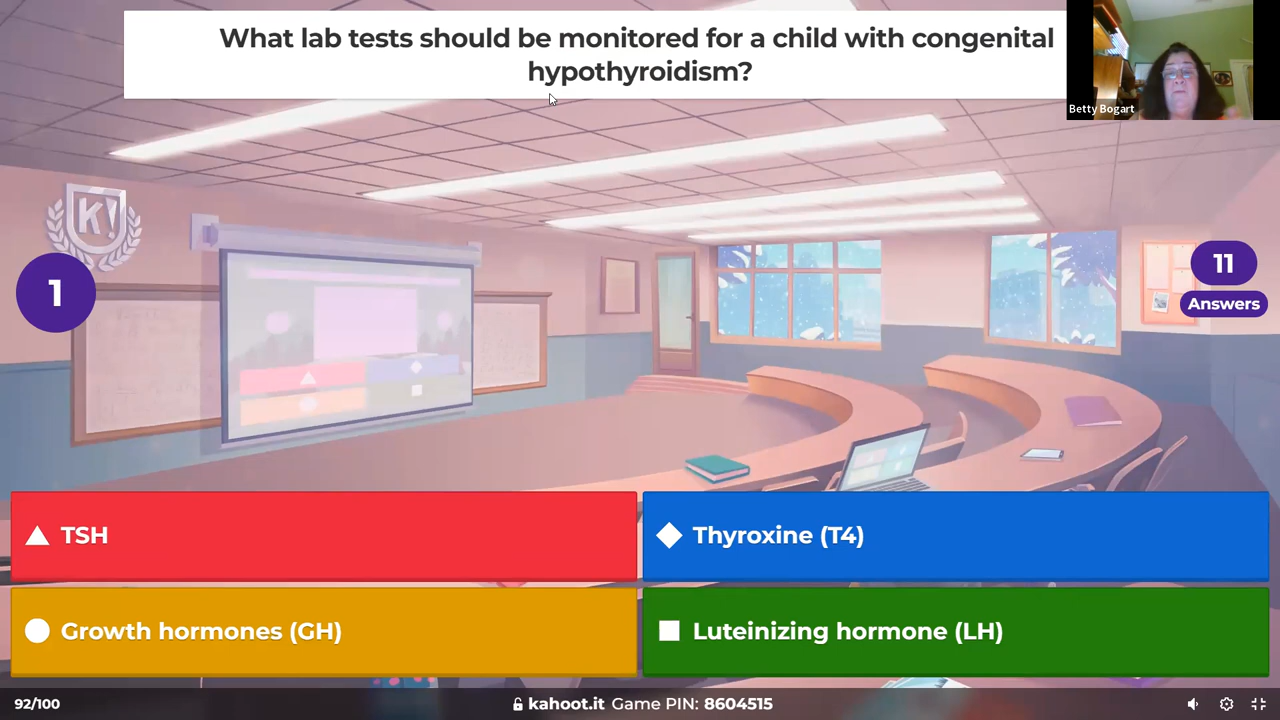 What lab tests should be monitored for a child with congenital
hypothyroidism?
Betty Bogart
K!
1
11
Answers
TSH
Thyroxine (T4)
Growth hormones (GH)
Luteinizing hormone (LH)
92/100
kahoot.it Game PIN: 8604515